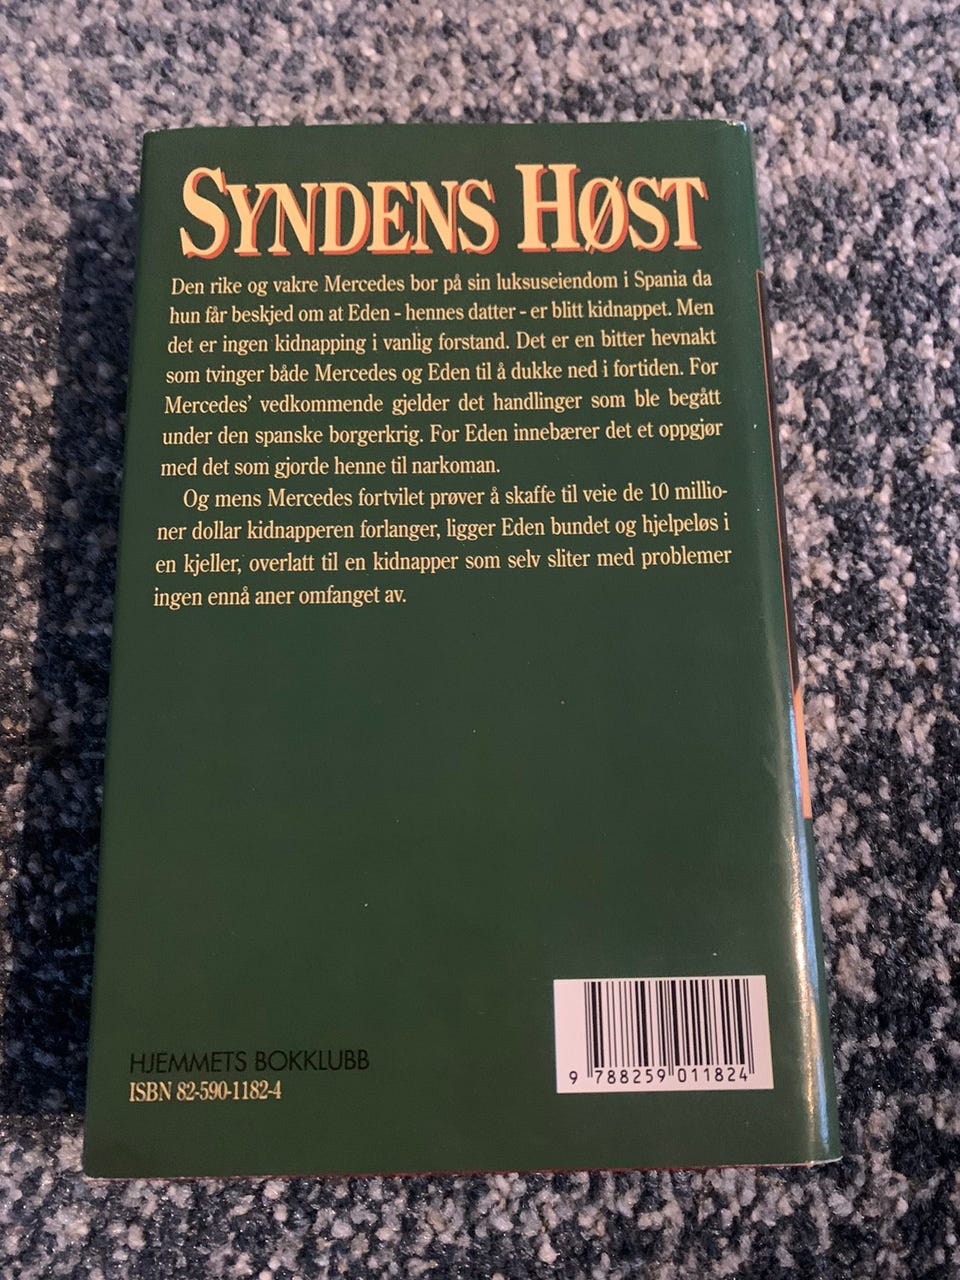 SYNDENS HØST
Den rike og vakre Mercedes bor på sin luksuseiendom i Spania da
hun får beskjed om at Eden - hennes datter - er blitt kidnappet. Men
det er ingen kidnapping i vanlig forstand. Det er en bitter hevnakt
som tvinger både Mercedes og Eden til å dukke ned i fortiden. For
Mercedes' vedkommende gjelder det handlinger som ble begått
under den spanske borgerkrig. For Eden innebærer det et oppgjør
med det som gjorde henne til narkoman.
Og mens Mercedes fortvilet prøver å skaffe til veie de 10 millio-
ner dollar kidnapperen forlanger, ligger Eden bundet og hjelpeløs i
en kjeller, overlatt til en kidnapper som selv sliter med problemer
ingen ennå aner omfanget av.
HJEMMETS BOKKLUBB
ISBN 82-590-1182-4
9 788259 011824